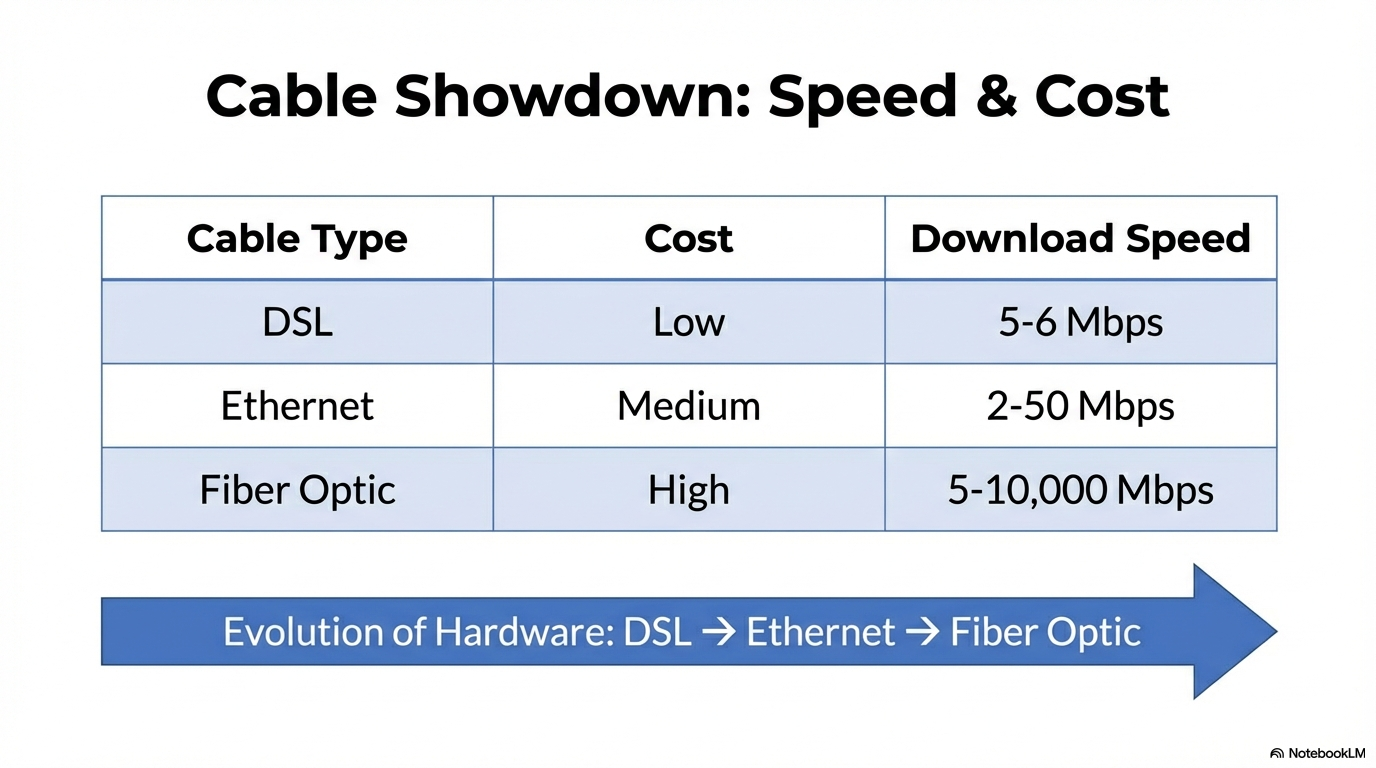 Cable Showdown: Speed & Cost
Cable Type Cost Download Speed
DSL Low 5-6 Mbps
Ethernet Medium 2-50 Mbps
Fiber Optic High 5-10,000 Mbps
Evolution of Hardware: DSL → Ethernet → Fiber Optic
NotebookLM